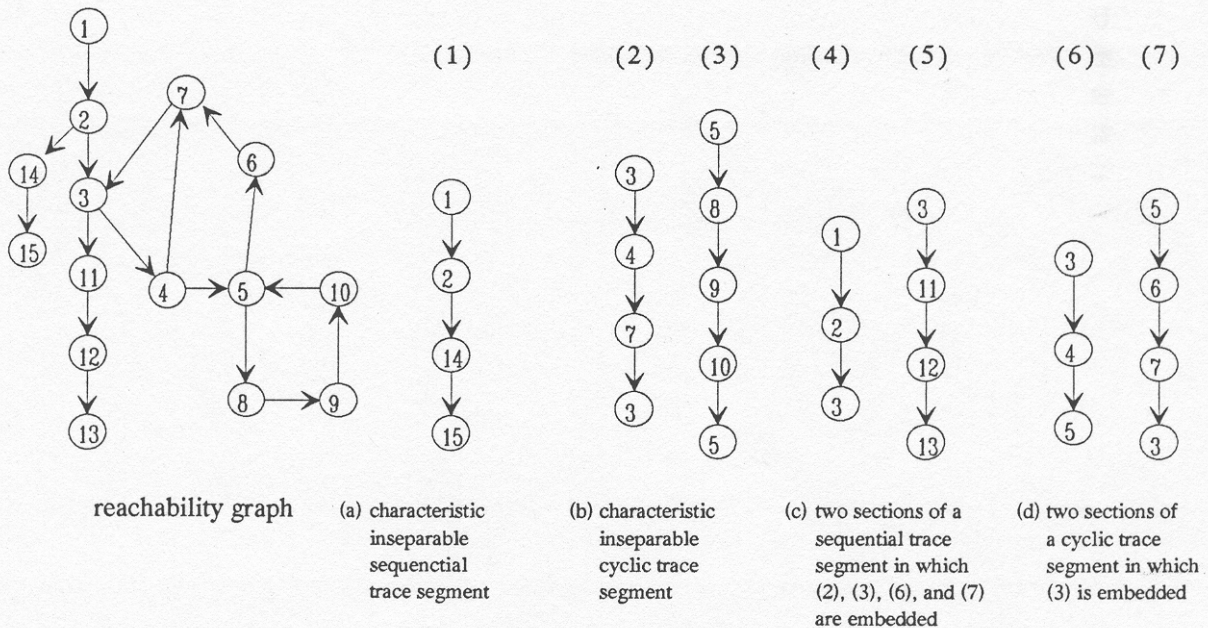 (1) (2) (3) (4) (5) (6) (7)
1
2
14
15
3
11
12
13
7
6
4
5
10
8
9
1
2
14
15
3
4
7
3
5
8
9
10
5
1
2
3
3
11
12
13
3
4
5
5
6
7
3
reachability graph
(a) characteristic
inseparable
sequenctial
trace segment
(b) characteristic
inseparable
cyclic trace
segment
(c) two sections of a
sequential trace
segment in which
(2), (3), (6), and (7)
are embedded
(d) two sections of
a cyclic trace
segment in which
(3) is embedded